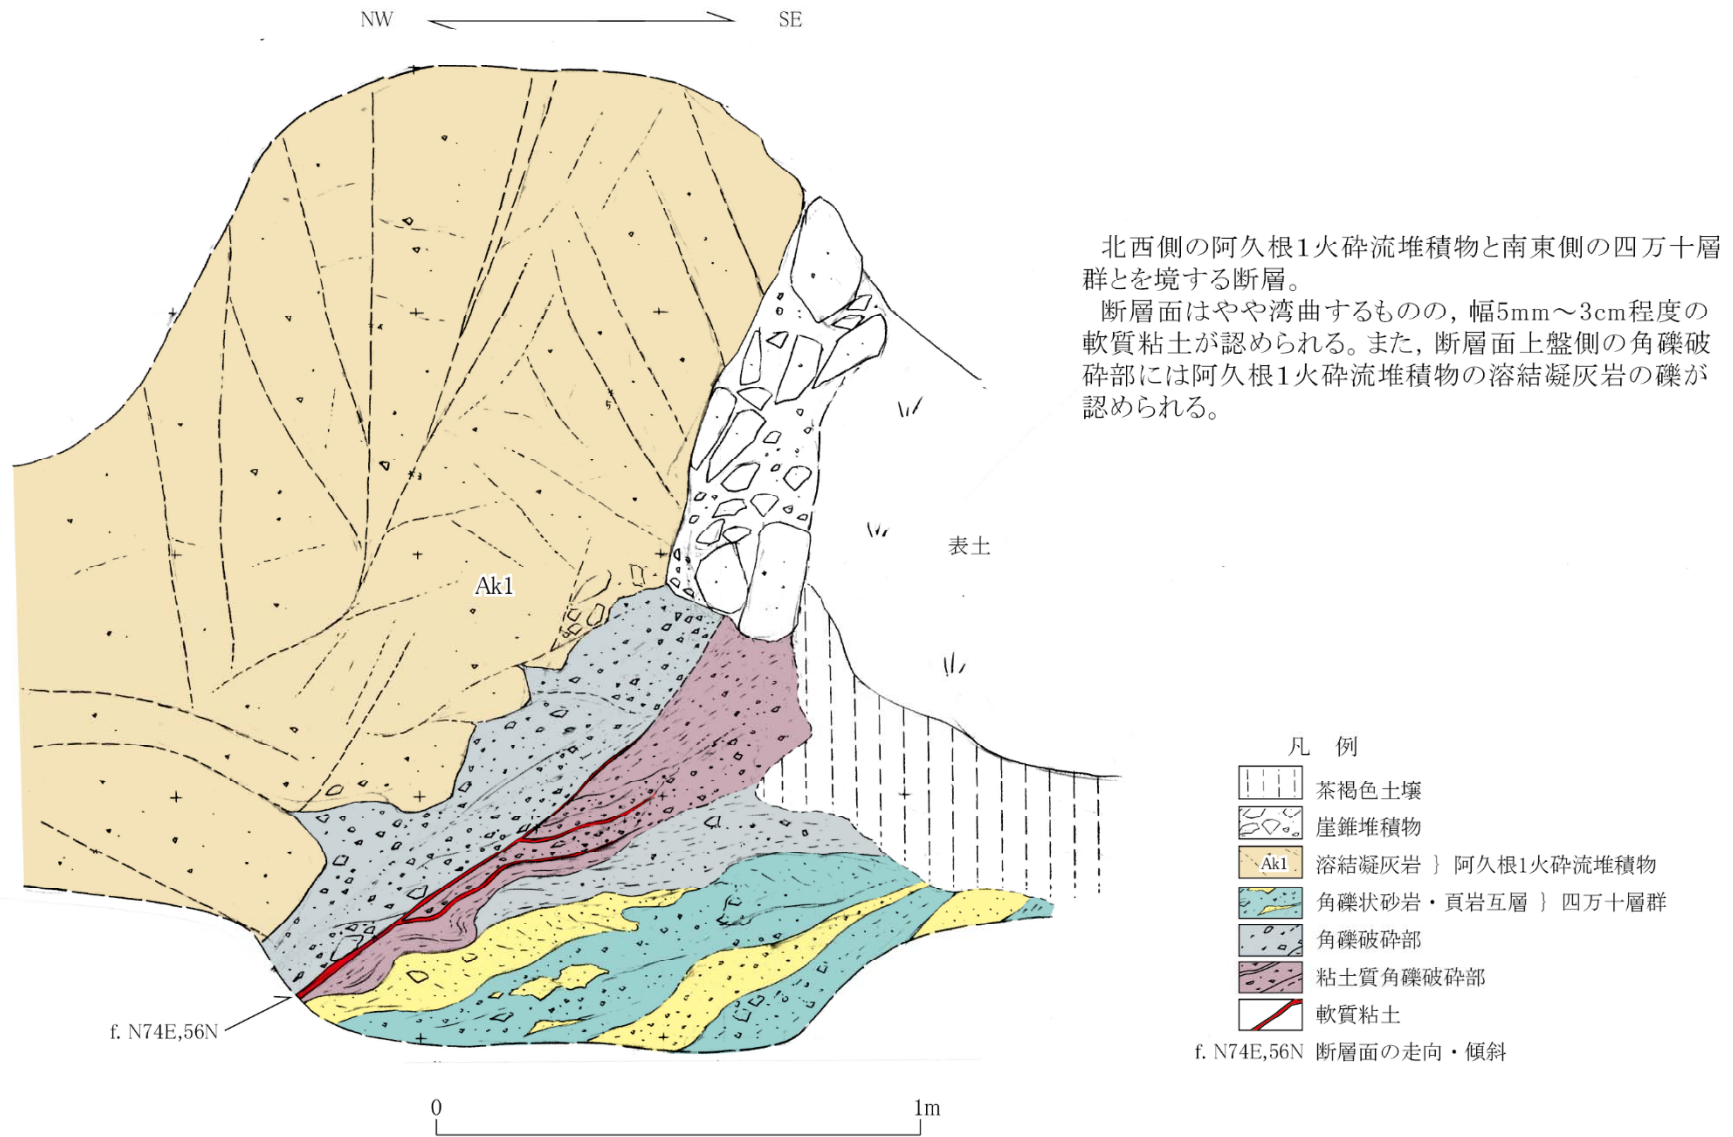 NW SE
北西側の阿久根1火砕流堆積物と南東側の四万十層
群とを境する断層。
断層面はやや湾曲するものの，幅5mm～3cm程度の
軟質粘土が認められる。また，断層面上盤側の角礫破
砕部には阿久根1火砕流堆積物の溶結凝灰岩の礫が
認められる。
表土
Ak1
凡 例
茶褐色土壌
崖錐堆積物
Ak1 溶結凝灰岩 } 阿久根1火砕流堆積物
角礫状砂岩・頁岩互層 } 四万十層群
角礫破砕部
粘土質角礫破砕部
軟質粘土
f. N74E,56N 断層面の走向・傾斜
f. N74E,56N
0 1m